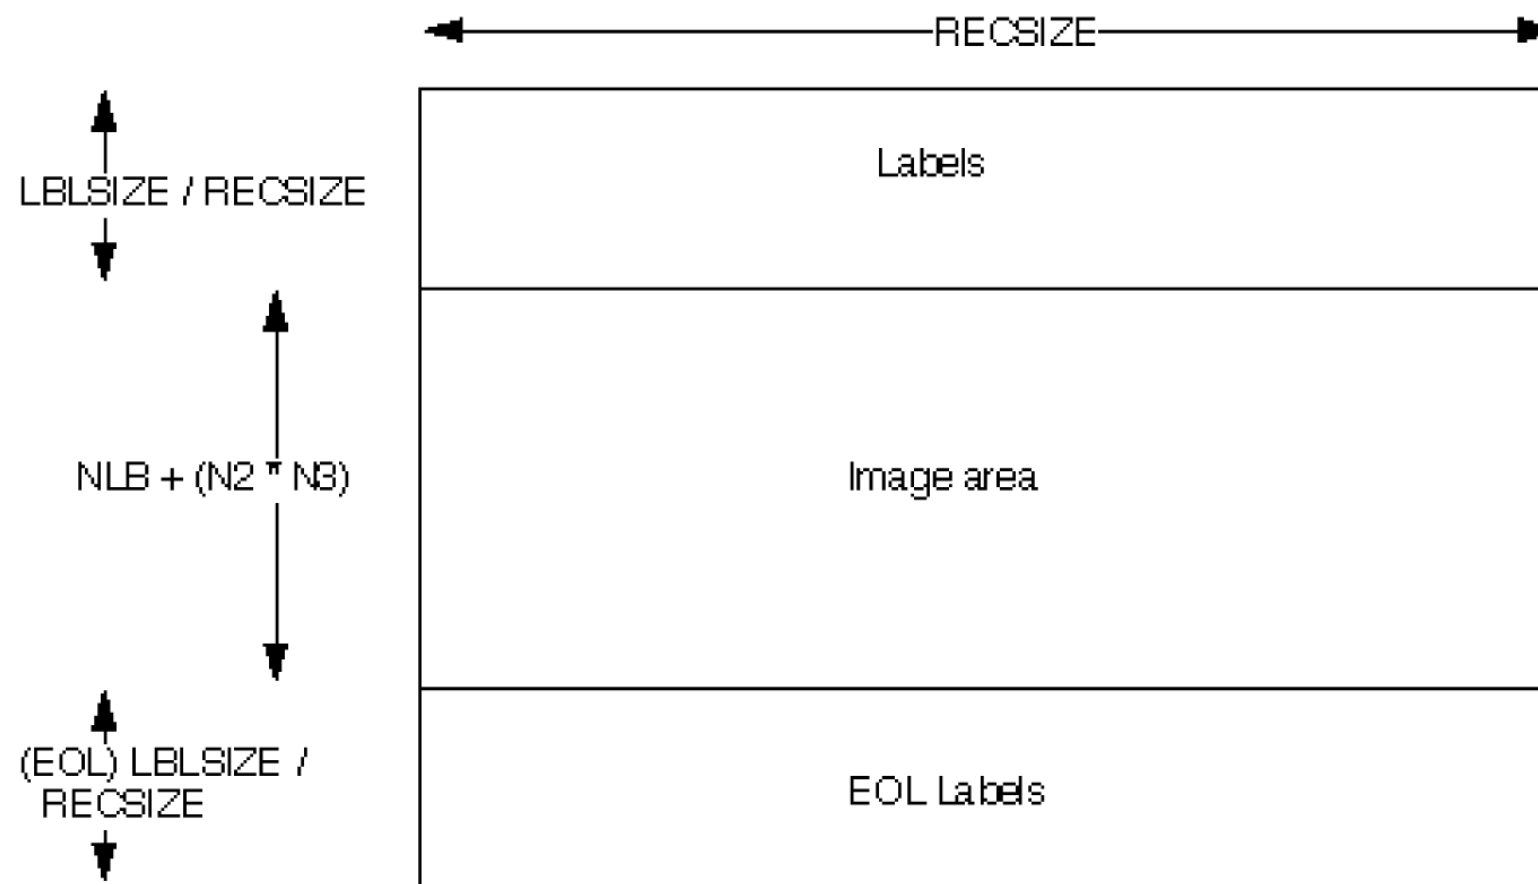 RECSIZE
Labels
LBLSIZE / RECSIZE
NLB + (N2 * N3)
Image area
(EOL) LBLSIZE /
RECSIZE
EOL Labels